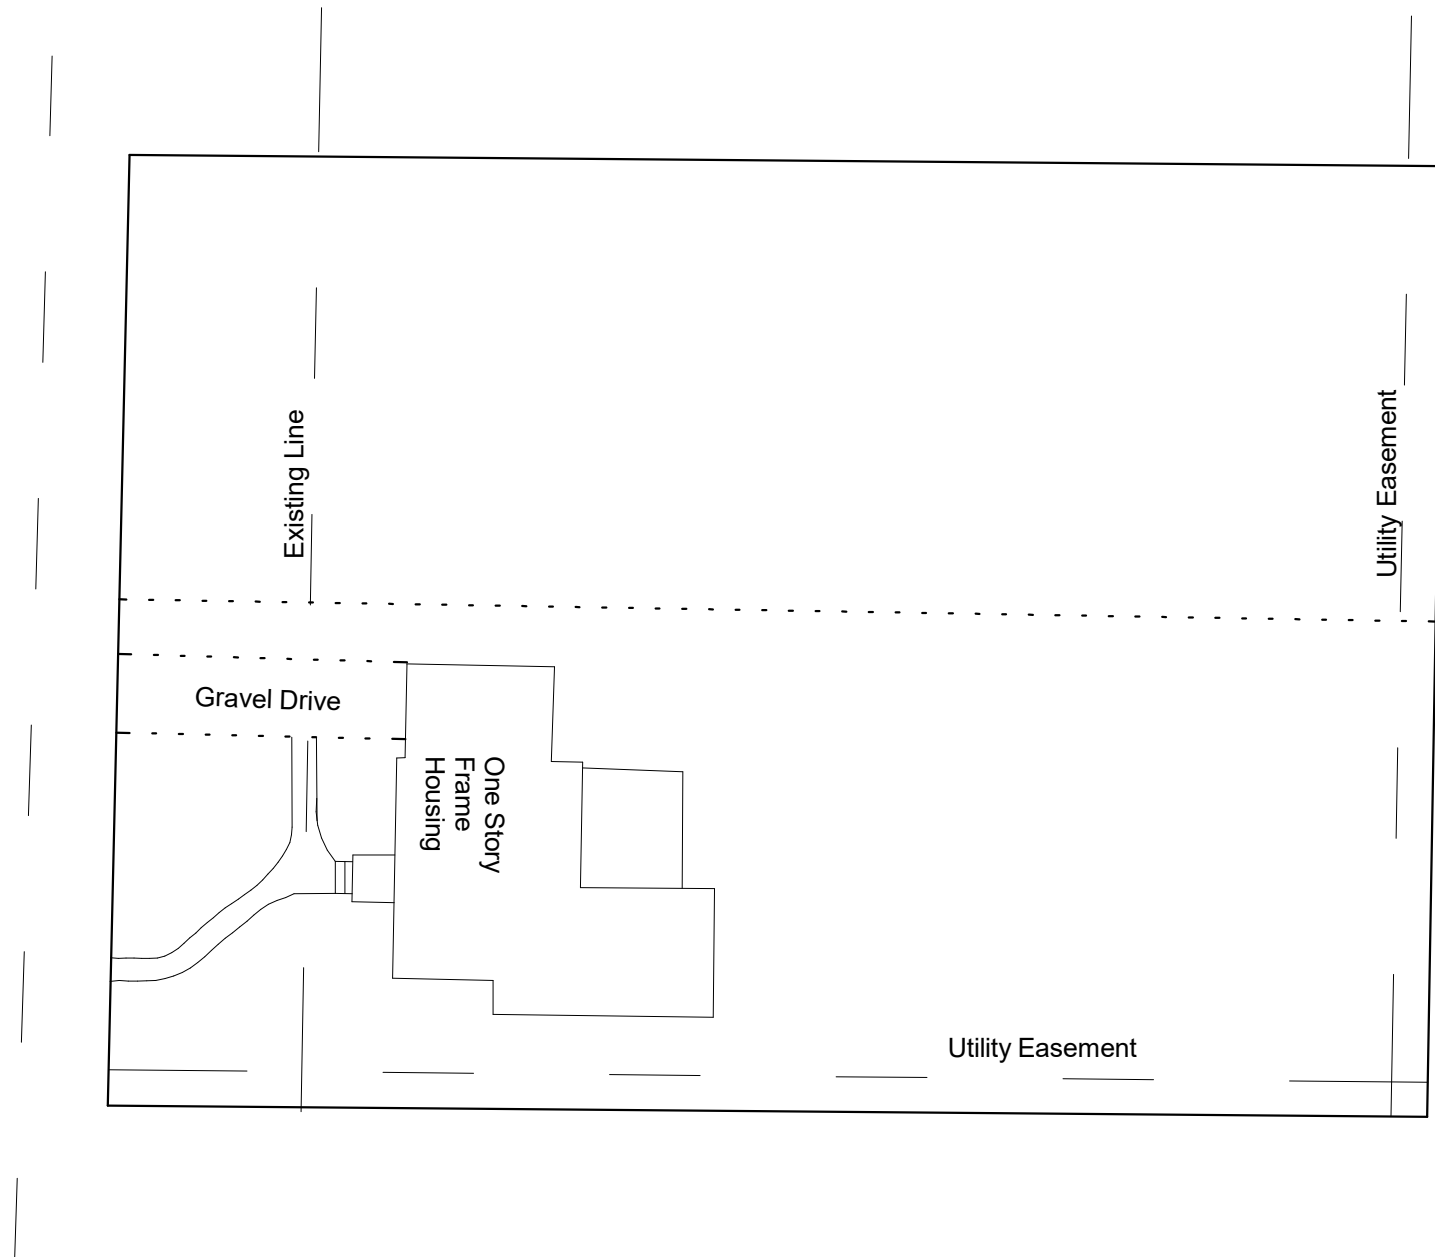 Existing Line
Utility Easement
Gravel Drive
One Story
Frame
Housing
Utility Easement